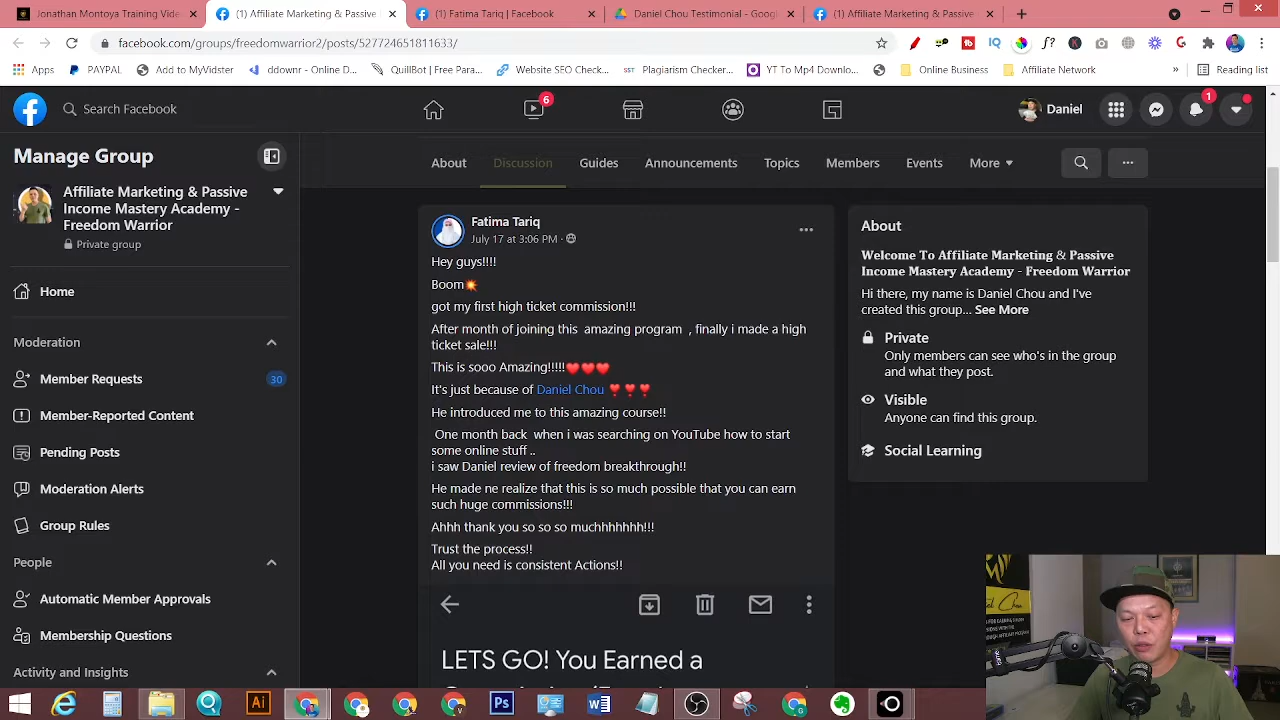 Jonathan Montoya Training Vide
(1) Affiliate Marketing & Passive
(1) Fatima Tariq | Facebook
Daniel Chou Testimonial - Googl
(1) Affiliate Marketing & Passive
facebook.com/groups/feedomwarrior2/posts/527724651811633/
Apps
PAYPAL
Add to MyVidster
ddowm - Online D...
QuilBot (Free Para...
Website SEO Chec...
SST
Plagiarism Checker...
YT To Mp4 Downlo...
Online Business
Affiliate Network
»
Reading list
Search Facebook
6
Daniel
1
Manage Group
Affiliate Marketing & Passive
Income Mastery Academy -
Freedom Warrior
Private group
Home
Moderation
Member Requests
30
Member-Reported Content
Pending Posts
Moderation Alerts
Group Rules
People
Automatic Member Approvals
Membership Questions
Activity and Insights
About
Discussion
Guides
Announcements
Topics
Members
Events
More
Fatima Tariq
July 17 at 3:06 PM ·
Hey guys!!!!
Boom💥
got my first high ticket commission!!!
After month of joining this amazing program , finally i made a high
ticket sale!!!
This is sooo Amazing!!!!!❤❤❤
It's just because of Daniel Chou ❣❣❣
He introduced me to this amazing course!!
One month back when i was searching on YouTube how to start
some online stuff ..
i saw Daniel review of freedom breakthrough!!
He made ne realize that this is so much possible that you can earn
such huge commissions!!!
Ahhh thank you so so so muchhhhhh!!!
Trust the process!!
All you need is consistent Actions!!
LETS GO! You Earned a
About
Welcome To Affiliate Marketing & Passive
Income Mastery Academy - Freedom Warrior
Hi there, my name is Daniel Chou and I've
created this group... See More
Private
Only members can see who's in the group
and what they post.
Visible
Anyone can find this group.
Social Learning